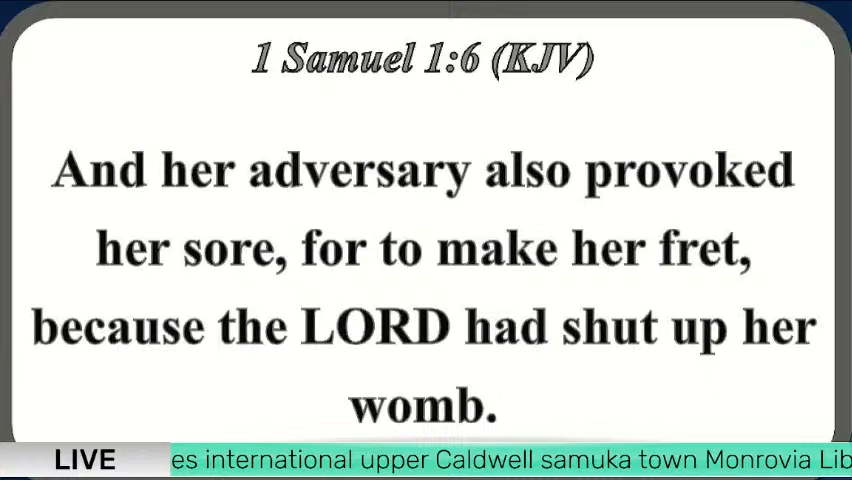 1 Samuel 1:6 (KJV)
And her adversary also provoked
her sore, for to make her fret,
because the LORD had shut up her
womb.
LIVE
es international upper Caldwell samuka town Monrovia Lib